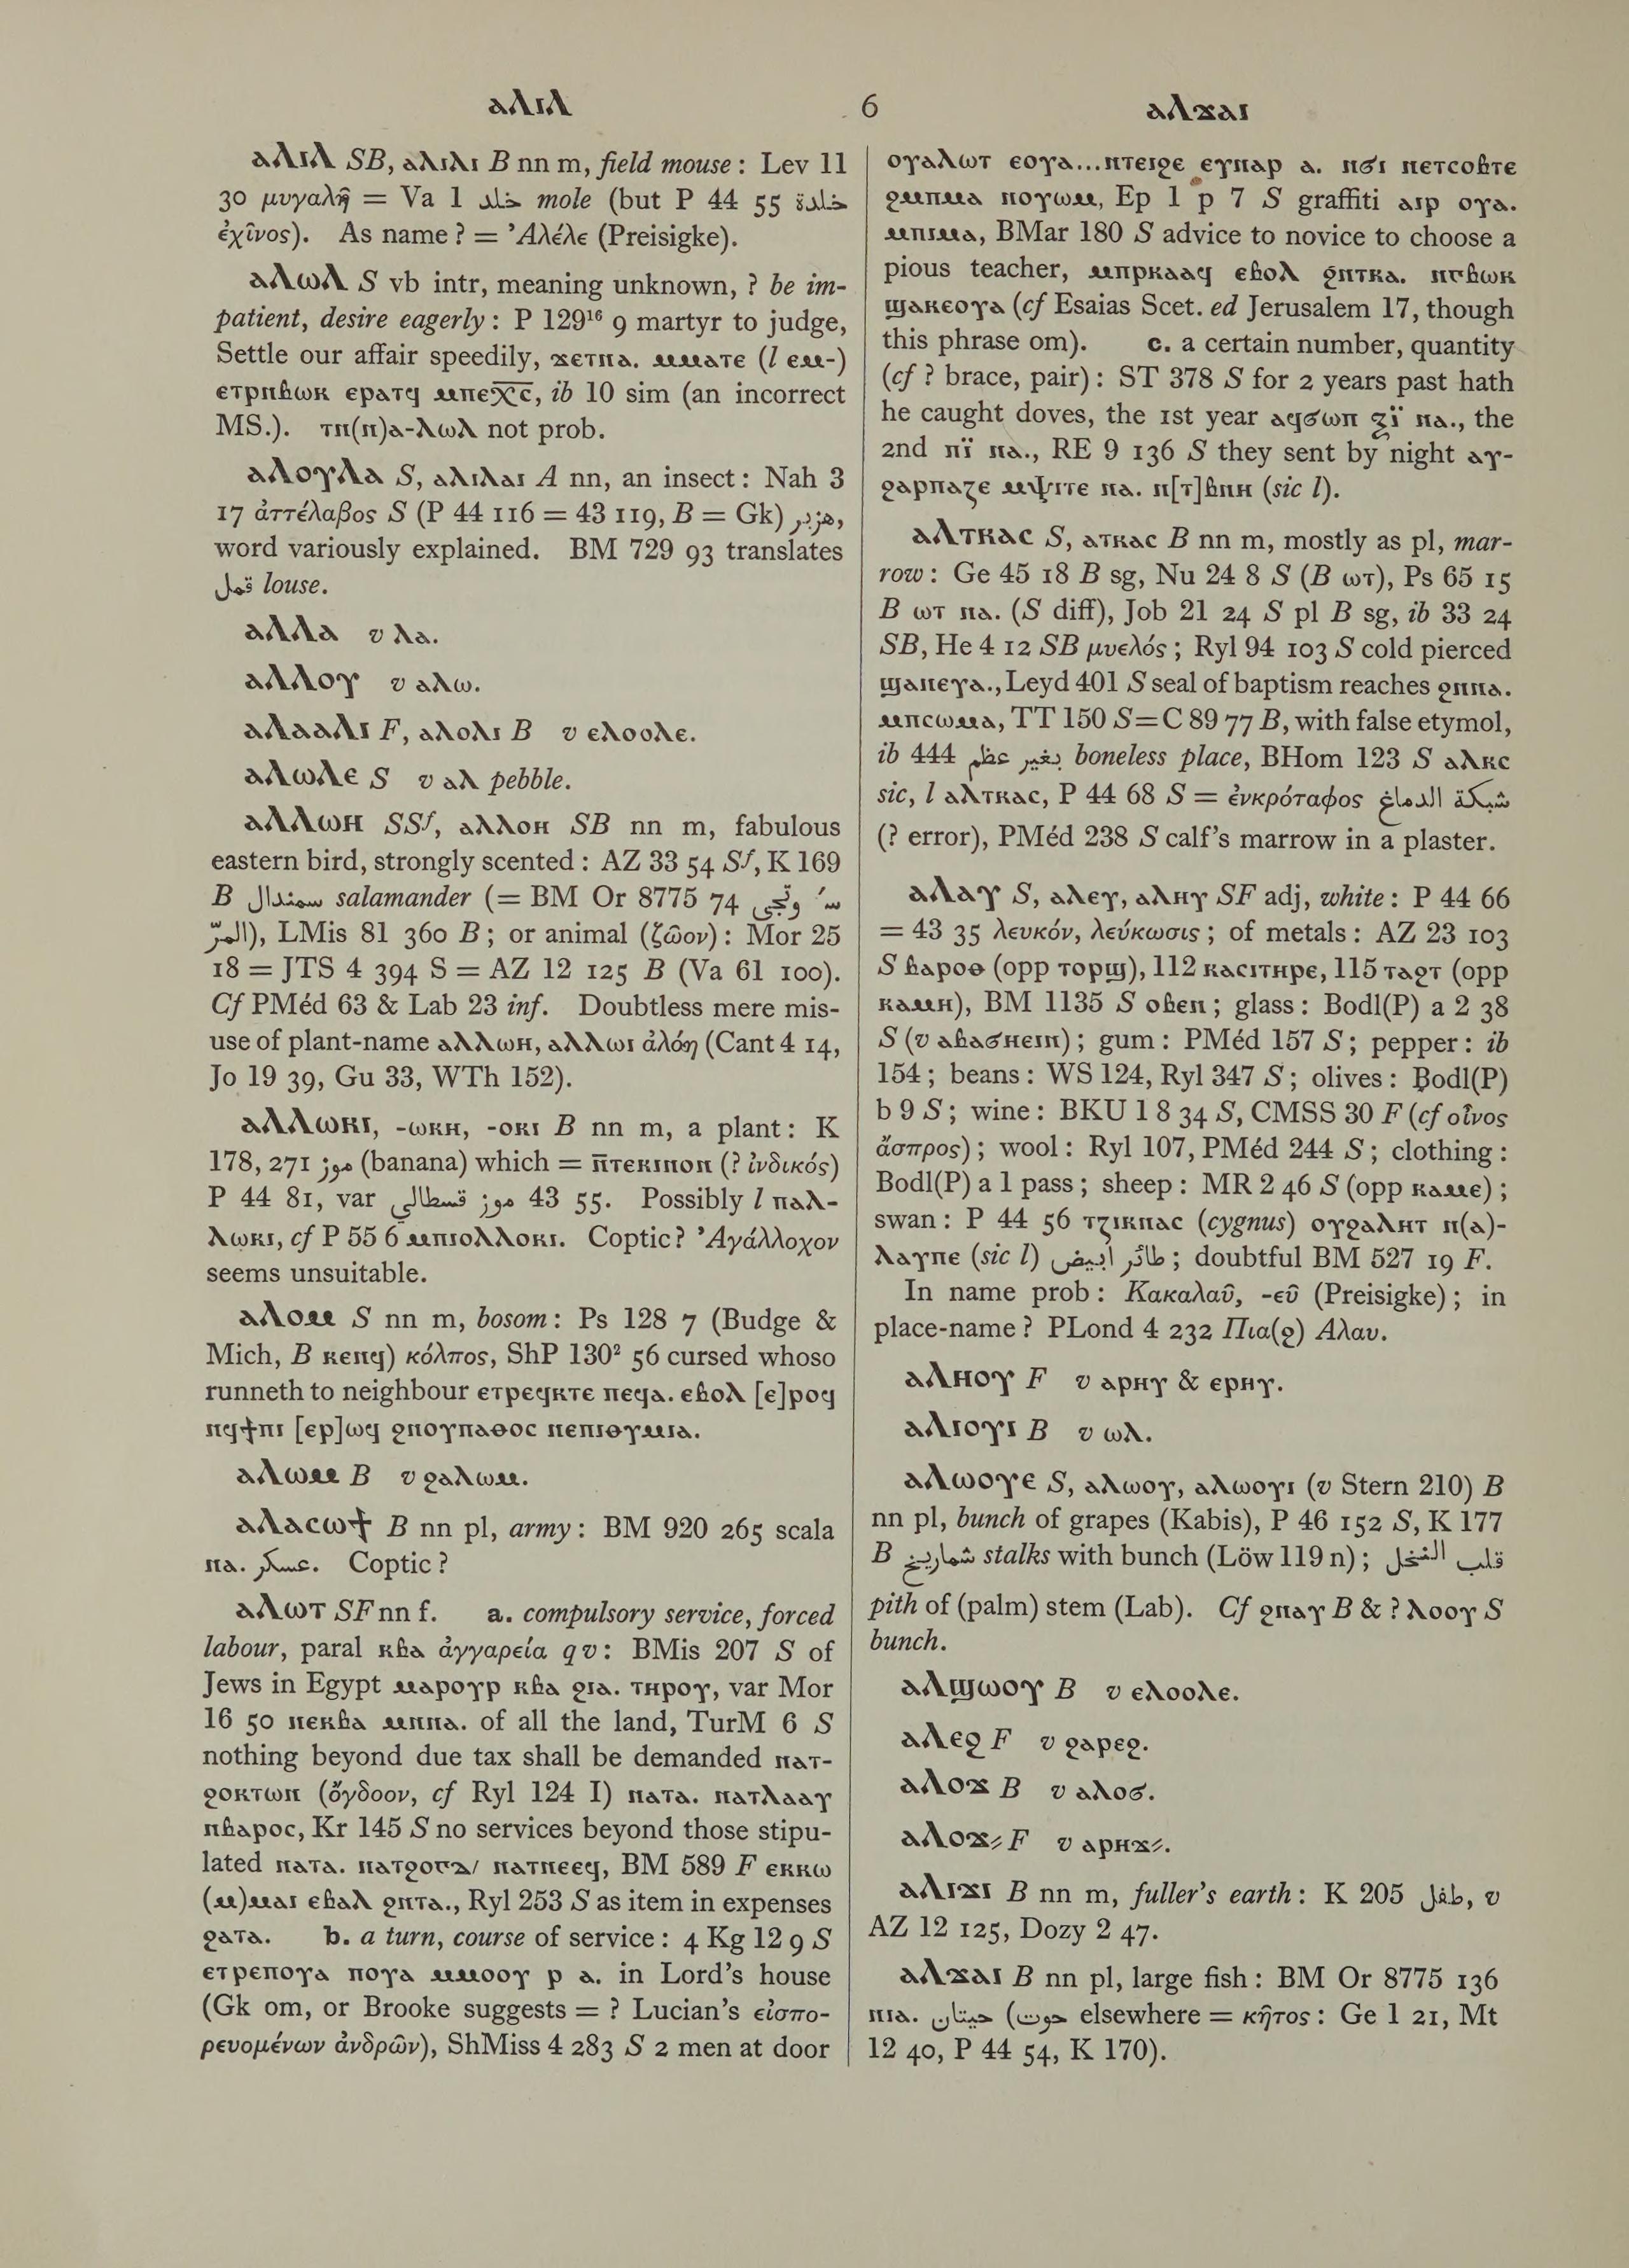 ⲁⲗⲓⲗ 6 ⲁⲗϫⲁⲓ
ⲁⲗⲓⲗ SB, ⲁⲗⲓⲗⲓ B nn m, field mouse : Lev 11
30 μυγαλῆ = Va 1 خلد mole (but P 44 55 خلدة
ἐχῖνος). As name ? = Ἀλέλε (Preisigke).
ⲁⲗⲱⲗ S vb intr, meaning unknown, ? be im-
patient, desire eagerly : P 129¹⁶ 9 martyr to judge,
Settle our affair speedily, ϫⲉⲧⲛⲁ. ⲙⲙⲁⲧⲉ (l ⲉⲙ-)
ⲉⲧⲣⲛⲃⲱⲕ ⲉⲣⲁⲧϥ ⲙⲡⲉⲭ̅ⲥ̅, ib 10 sim (an incorrect
MS.). ⲧⲛ(ⲛ)ⲁ-ⲗⲱⲗ not prob.
ⲁⲗⲟⲩⲗⲁ S, ⲁⲗⲓⲗⲁⲓ A nn, an insect : Nah 3
17 ἀττέλαβος S (P 44 116 = 43 119, B = Gk) هزبر,
word variously explained. BM 729 93 translates
قمل louse.
ⲁⲗⲗⲁ v ⲗⲁ.
ⲁⲗⲗⲟⲩ v ⲁⲗⲱ.
ⲁⲗⲁⲁⲗⲓ F, ⲁⲗⲟⲗⲓ B v ⲉⲗⲟⲟⲗⲉ.
ⲁⲗⲱⲗⲉ S v ⲁⲗ pebble.
ⲁⲗⲗⲱⲏ SSᶠ, ⲁⲗⲗⲟⲏ SB nn m, fabulous
eastern bird, strongly scented : AZ 33 54 Sᶠ, K 169
B سمندال salamander (= BM Or 8775 74 س′ وتجى
المرّ), LMis 81 360 B ; or animal (ζῶον) : Mor 25
18 = JTS 4 394 S = AZ 12 125 B (Va 61 100).
Cf PMéd 63 & Lab 23 inf. Doubtless mere mis-
use of plant-name ⲁⲗⲗⲱⲏ, ⲁⲗⲗⲱⲓ ἀλόη (Cant 4 14,
Jo 19 39, Gu 33, WTh 152).
ⲁⲗⲗⲱⲕⲓ, -ⲱⲕⲏ, -ⲟⲕⲓ B nn m, a plant : K
178, 271 موز (banana) which = ⲛ̅ⲧⲉⲕⲓⲛⲟⲛ (? ἰνδικός)
P 44 81, var موز قسطالي 43 55. Possibly l ⲡⲁⲗ-
ⲗⲱⲕⲓ, cf P 55 6 ⲙⲡⲓⲟⲗⲗⲟⲕⲓ. Coptic ? Ἀγάλλοχον
seems unsuitable.
ⲁⲗⲟⲙ S nn m, bosom : Ps 128 7 (Budge &
Mich, B ⲕⲉⲛϥ) κόλπος, ShP 130² 56 cursed whoso
runneth to neighbour ⲉⲧⲣⲉϥⲕⲧⲉ ⲡⲉϥⲁ. ⲉⲃⲟⲗ [ⲉ]ⲣⲟϥ
ⲛϥϯⲡⲓ [ⲉⲣ]ⲱϥ ϩⲛⲟⲩⲡⲁⲑⲟⲥ ⲛⲉⲡⲓⲑⲩⲙⲓⲁ.
ⲁⲗⲱⲙ B v ϩⲁⲗⲱⲙ.
ⲁⲗⲁⲥⲱϯ B nn pl, army : BM 920 265 scala
ⲛⲁ. عسكر. Coptic ?
ⲁⲗⲱⲧ SF nn f. a. compulsory service, forced
labour, paral ⲕⲃⲁ ἀγγαρεία qv : BMis 207 S of
Jews in Egypt ⲙⲁⲣⲟⲩⲣ ⲕⲃⲁ ϩⲓⲁ. ⲧⲏⲣⲟⲩ, var Mor
16 50 ⲛⲉⲕⲃⲁ ⲙⲛⲛⲁ. of all the land, TurM 6 S
nothing beyond due tax shall be demanded ⲛⲁⲧ-
ϩⲟⲕⲧⲱⲛ (ὄγδοον, cf Ryl 124 I) ⲛⲁⲧⲁ. ⲛⲁⲧⲗⲁⲁⲩ
ⲛⲃⲁⲣⲟⲥ, Kr 145 S no services beyond those stipu-
lated ⲛⲁⲧⲁ. ⲛⲁⲧϩⲟⲩⲇ/ ⲛⲁⲧⲡⲉⲉϥ, BM 589 F ⲉⲕⲕⲱ
(ⲙ)ⲙⲁⲓ ⲉⲃⲁⲗ ϩⲛⲧⲁ., Ryl 253 S as item in expenses
ϩⲁⲧⲁ. b. a turn, course of service : 4 Kg 12 9 S
ⲉⲧⲣⲉⲡⲟⲩⲁ ⲡⲟⲩⲁ ⲙⲙⲟⲟⲩ ⲣ ⲁ. in Lord's house
(Gk om, or Brooke suggests = ? Lucian's εἰσπο-
ρευομένων ἀνδρῶν), ShMiss 4 283 S 2 men at door
ⲟⲩⲁⲗⲱⲧ ⲉⲟⲩⲁ...ⲛⲧⲉⲓϩⲉ ⲉⲩⲛⲁⲣ ⲁ. ⲛϭⲓ ⲛⲉⲧⲥⲟⲃⲧⲉ
ϩⲙⲡⲙⲁ ⲛⲟⲩⲱⲙ, Ep 1 p 7 S graffiti ⲁⲓⲣ ⲟⲩⲁ.
ⲙⲡⲓⲙⲁ, BMar 180 S advice to novice to choose a
pious teacher, ⲙⲡⲣⲕⲁⲁϥ ⲉⲃⲟⲗ ϩⲛⲧⲕⲁ. ⲛⲅⲃⲱⲕ
ϣⲁⲕⲉⲟⲩⲁ (cf Esaias Scet. ed Jerusalem 17, though
this phrase om). c. a certain number, quantity
(cf ? brace, pair) : ST 378 S for 2 years past hath
he caught doves, the 1st year ⲁϥϭⲱⲡ ⲝ̅ⲓ̈ ⲛⲁ., the
2nd ⲡⲓ̈ ⲛⲁ., RE 9 136 S they sent by night ⲁⲩ-
ϩⲁⲣⲡⲁⲍⲉ ⲙⲯⲓⲧⲉ ⲛⲁ. ⲛ[ⲧ]ⲃⲛⲏ (sic l).
ⲁⲗⲧⲕⲁⲥ S, ⲁⲧⲕⲁⲥ B nn m, mostly as pl, mar-
row : Ge 45 18 B sg, Nu 24 8 S (B ⲱⲧ), Ps 65 15
B ⲱⲧ ⲛⲁ. (S diff), Job 21 24 S pl B sg, ib 33 24
SB, He 4 12 SB μυελός ; Ryl 94 103 S cold pierced
ϣⲁⲛⲉⲩⲁ., Leyd 401 S seal of baptism reaches ϩⲛⲛⲁ.
ⲙⲡⲥⲱⲙⲁ, TT 150 S = C 89 77 B, with false etymol,
ib 444 بغير عظم boneless place, BHom 123 S ⲁⲗⲕⲥ
sic, l ⲁⲗⲧⲕⲁⲥ, P 44 68 S = ἐνκρόταφος شبكة الدماغ
(? error), PMéd 238 S calf's marrow in a plaster.
ⲁⲗⲁⲩ S, ⲁⲗⲉⲩ, ⲁⲗⲏⲩ SF adj, white : P 44 66
= 43 35 λευκόν, λεύκωσις ; of metals : AZ 23 103
S ⲃⲁⲣⲟⲑ (opp ⲧⲟⲣϣ), 112 ⲕⲁⲥⲓⲧⲏⲣⲉ, 115 ⲧⲁϩⲧ (opp
ⲕⲁⲙⲏ), BM 1135 S ⲟⲃⲉⲛ ; glass : Bodl(P) a 2 38
S (v ⲁⲃⲁϭⲏⲉⲓⲛ) ; gum : PMéd 157 S ; pepper : ib
154 ; beans : WS 124, Ryl 347 S ; olives : Bodl(P)
b 9 S ; wine : BKU 1 8 34 S, CMSS 30 F (cf οἶνος
ἄσπρος) ; wool : Ryl 107, PMéd 244 S ; clothing :
Bodl(P) a 1 pass ; sheep : MR 2 46 S (opp ⲕⲁⲙⲉ) ;
swan : P 44 56 ⲧⲍⲓⲕⲛⲁⲥ (cygnus) ⲟⲩϩⲁⲗⲏⲧ ⲛ(ⲁ)-
ⲗⲁⲩⲡⲉ (sic l) طائر ابيض ; doubtful BM 527 19 F.
In name prob : Κακαλαῦ, -εῦ (Preisigke) ; in
place-name ? PLond 4 232 Πια(ϩ) Αλαυ.
ⲁⲗⲏⲟⲩ F v ⲁⲣⲏⲩ & ⲉⲣⲏⲩ.
ⲁⲗⲓⲟⲩⲓ B v ⲱⲗ.
ⲁⲗⲱⲟⲩⲉ S, ⲁⲗⲱⲟⲩ, ⲁⲗⲱⲟⲩⲓ (v Stern 210) B
nn pl, bunch of grapes (Kabis), P 46 152 S, K 177
B شماريخ stalks with bunch (Löw 119 n) ; قلب النخل
pith of (palm) stem (Lab). Cf ϩⲛⲁⲩ B & ? ⲗⲟⲟⲩ S
bunch.
ⲁⲗϣⲱⲟⲩ B v ⲉⲗⲟⲟⲗⲉ.
ⲁⲗⲉϩ F v ϩⲁⲣⲉϩ.
ⲁⲗⲟϫ B v ⲁⲗⲟϭ.
ⲁⲗⲟϫ⸗ F v ⲁⲣⲏϫ⸗.
ⲁⲗⲓϫⲓ B nn m, fuller's earth : K 205 طفل, v
AZ 12 125, Dozy 2 47.
ⲁⲗϫⲁⲓ B nn pl, large fish : BM Or 8775 136
ⲛⲓⲁ. حيتان (حوت elsewhere = κῆτος : Ge 1 21, Mt
12 40, P 44 54, K 170).